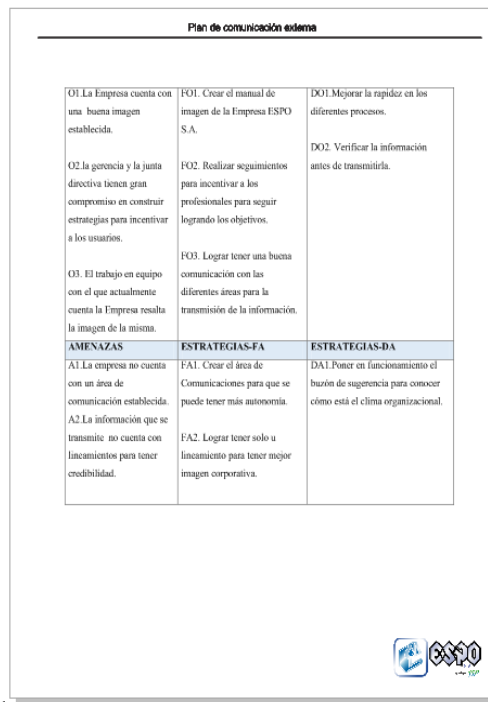 Plan de comunicación externa
O1.La Empresa cuenta con
una buena imagen
establecida.
O2.la gerencia y la junta
directiva tienen gran
compromiso en construir
estrategias para incentivar
a los usuarios.
O3. El trabajo en equipo
con el que actualmente
cuenta la Empresa resalta
la imagen de la misma.
FO1. Crear el manual de
imagen de la Empresa ESPO
S.A.
FO2. Realizar seguimientos
para incentivar a los
profesionales para seguir
logrando los objetivos.
FO3. Lograr tener una buena
comunicación con las
diferentes áreas para la
transmisión de la información.
DO1.Mejorar la rapidez en los
diferentes procesos.
DO2. Verificar la información
antes de transmitirla.
AMENAZAS
ESTRATEGIAS-FA
ESTRATEGIAS-DA
A1.La empresa no cuenta
con un área de
comunicación establecida.
A2.La información que se
transmite no cuenta con
lineamientos para tener
credibilidad.
FA1. Crear el área de
Comunicaciones para que se
puede tener más autonomía.
FA2. Lograr tener solo u
lineamiento para tener mejor
imagen corporativa.
DA1.Poner en funcionamiento el
buzón de sugerencia para conocer
cómo está el clima organizacional.
ESPO
ESP